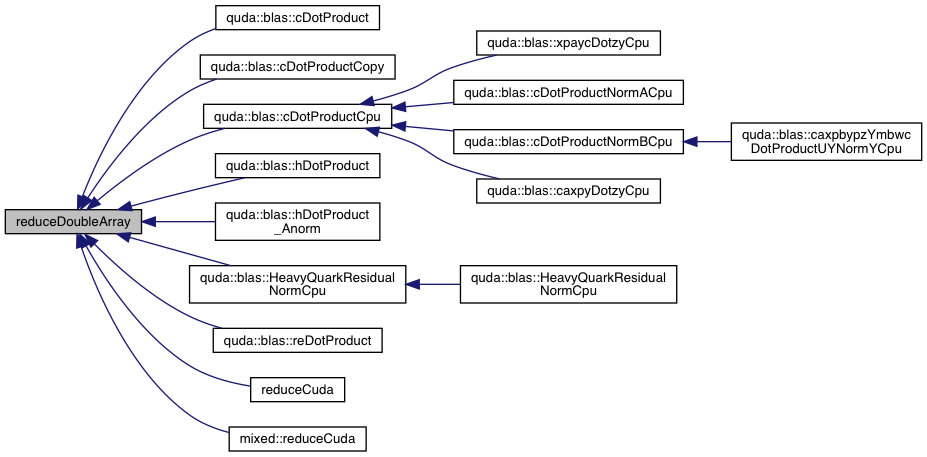 quda::blas::cDotProduct
quda::blas::xpaycDotzyCpu
quda::blas::cDotProductCopy
quda::blas::cDotProductNormACpu
quda::blas::cDotProductCpu
quda::blas::cDotProductNormBCpu
quda::blas::caxpbypzYmbwc
DotProductUYNormYCpu
quda::blas::hDotProduct
quda::blas::caxpyDotzyCpu
reduceDoubleArray
quda::blas::hDotProduct
_Anorm
quda::blas::HeavyQuarkResidual
NormCpu
quda::blas::HeavyQuarkResidual
NormCpu
quda::blas::reDotProduct
reduceCuda
mixed::reduceCuda